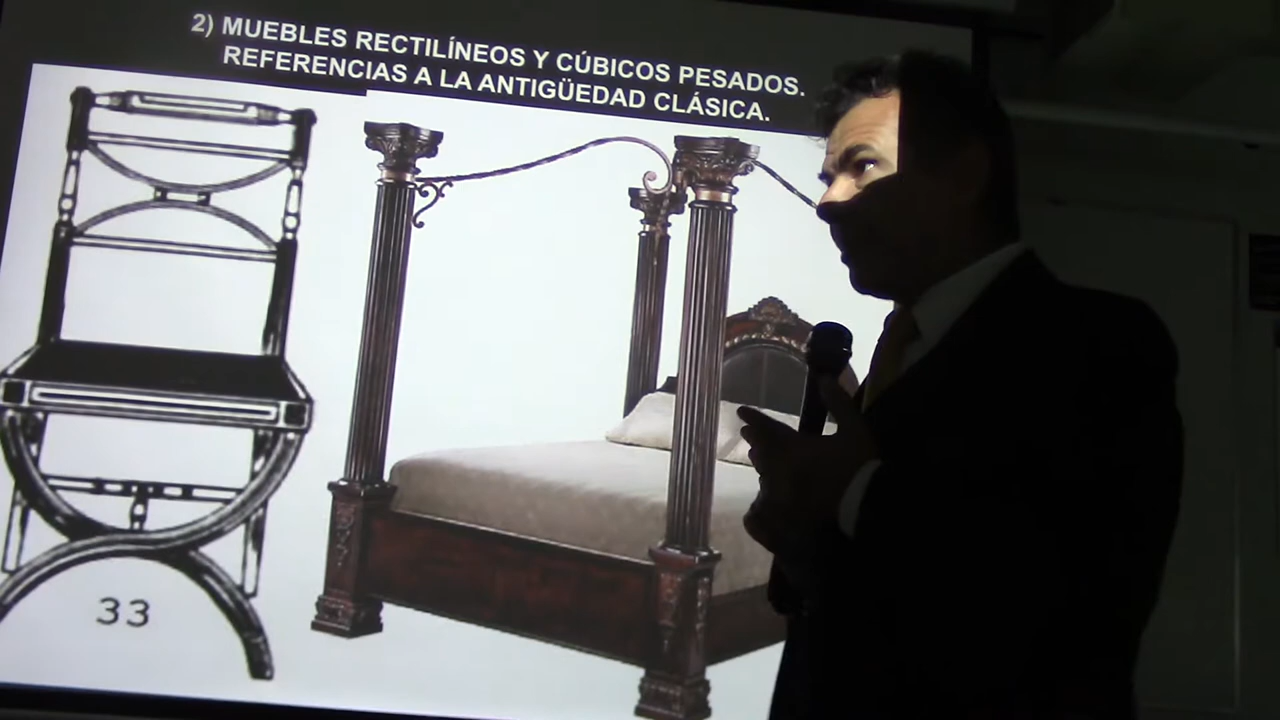 2) MUEBLES RECTILÍNEOS Y CÚBICOS PESADOS.
REFERENCIAS A LA ANTIGÜEDAD CLÁSICA.
33